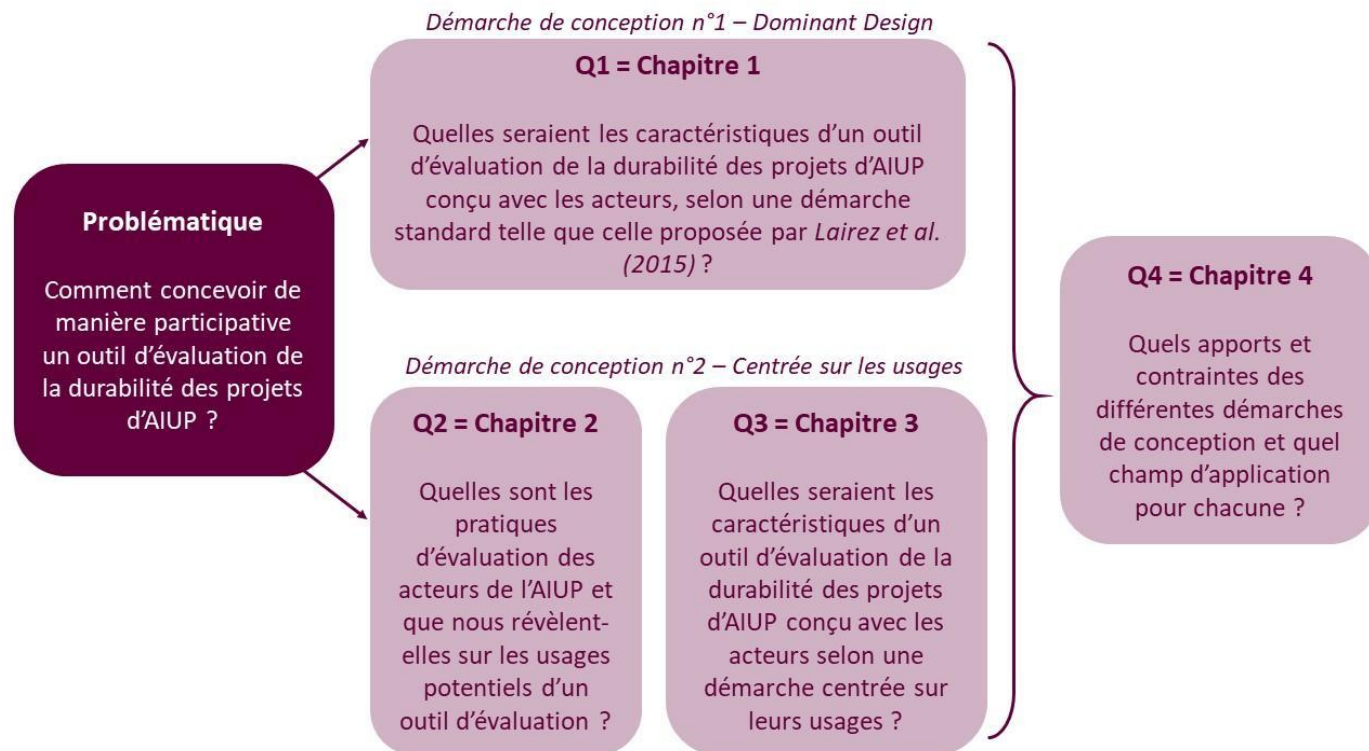 Démarche de conception n°1 – Dominant Design
Q1 = Chapitre 1
Quelles seraient les caractéristiques d'un outil
d'évaluation de la durabilité des projets d'AIUP
conçu avec les acteurs, selon une démarche
standard telle que celle proposée par Lairez et al.
(2015) ?
Problématique
Comment concevoir de
manière participative
un outil d'évaluation de
la durabilité des projets
d'AIUP ?
Démarche de conception n°2 – Centrée sur les usages
Q2 = Chapitre 2
Quelles sont les
pratiques
d'évaluation des
acteurs de l'AIUP et
que nous révèlent-
elles sur les usages
potentiels d'un
outil d'évaluation ?
Q3 = Chapitre 3
Quelles seraient les
caractéristiques d'un
outil d'évaluation de la
durabilité des projets
d'AIUP conçu avec les
acteurs selon une
démarche centrée sur
leurs usages ?
Q4 = Chapitre 4
Quels apports et
contraintes des
différentes démarches
de conception et quel
champ d'application
pour chacune ?